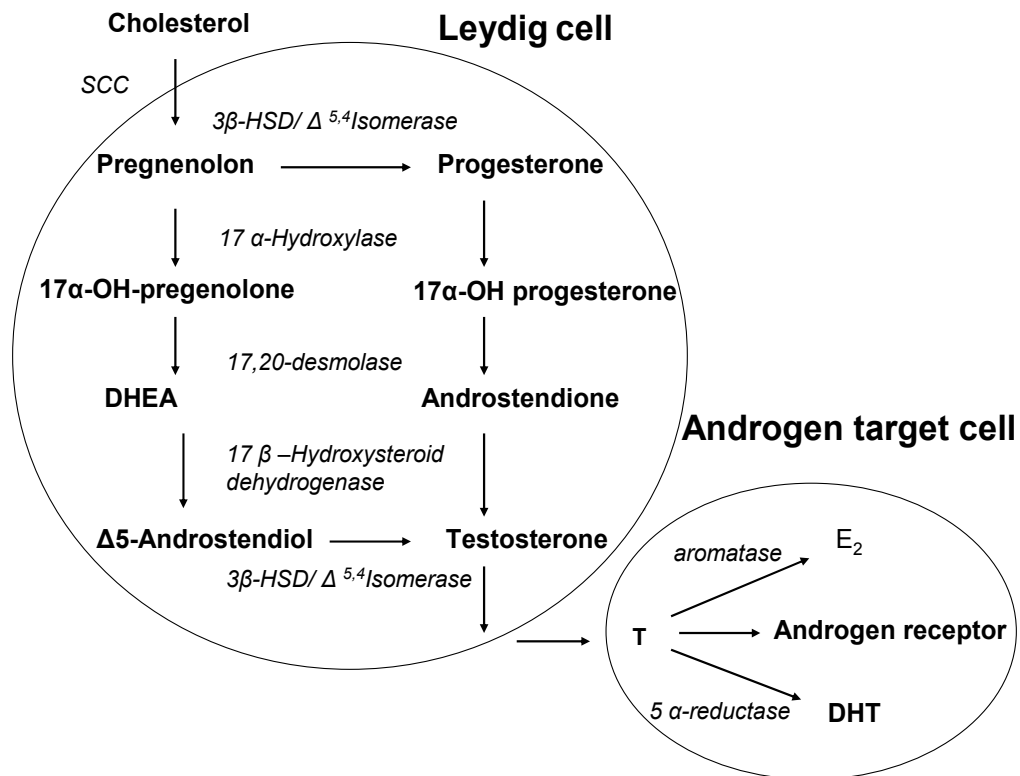 Cholesterol
Leydig cell
SCC
3β-HSD/ Δ ⁵,⁴Isomerase
Pregnenolon
Progesterone
17 α-Hydroxylase
17α-OH-pregenolone
17α-OH progesterone
17,20-desmolase
DHEA
Androstendione
Androgen target cell
17 β –Hydroxysteroid
dehydrogenase
Δ5-Androstendiol
Testosterone
3β-HSD/ Δ ⁵,⁴Isomerase
aromatase
E₂
T
Androgen receptor
5 α-reductase
DHT